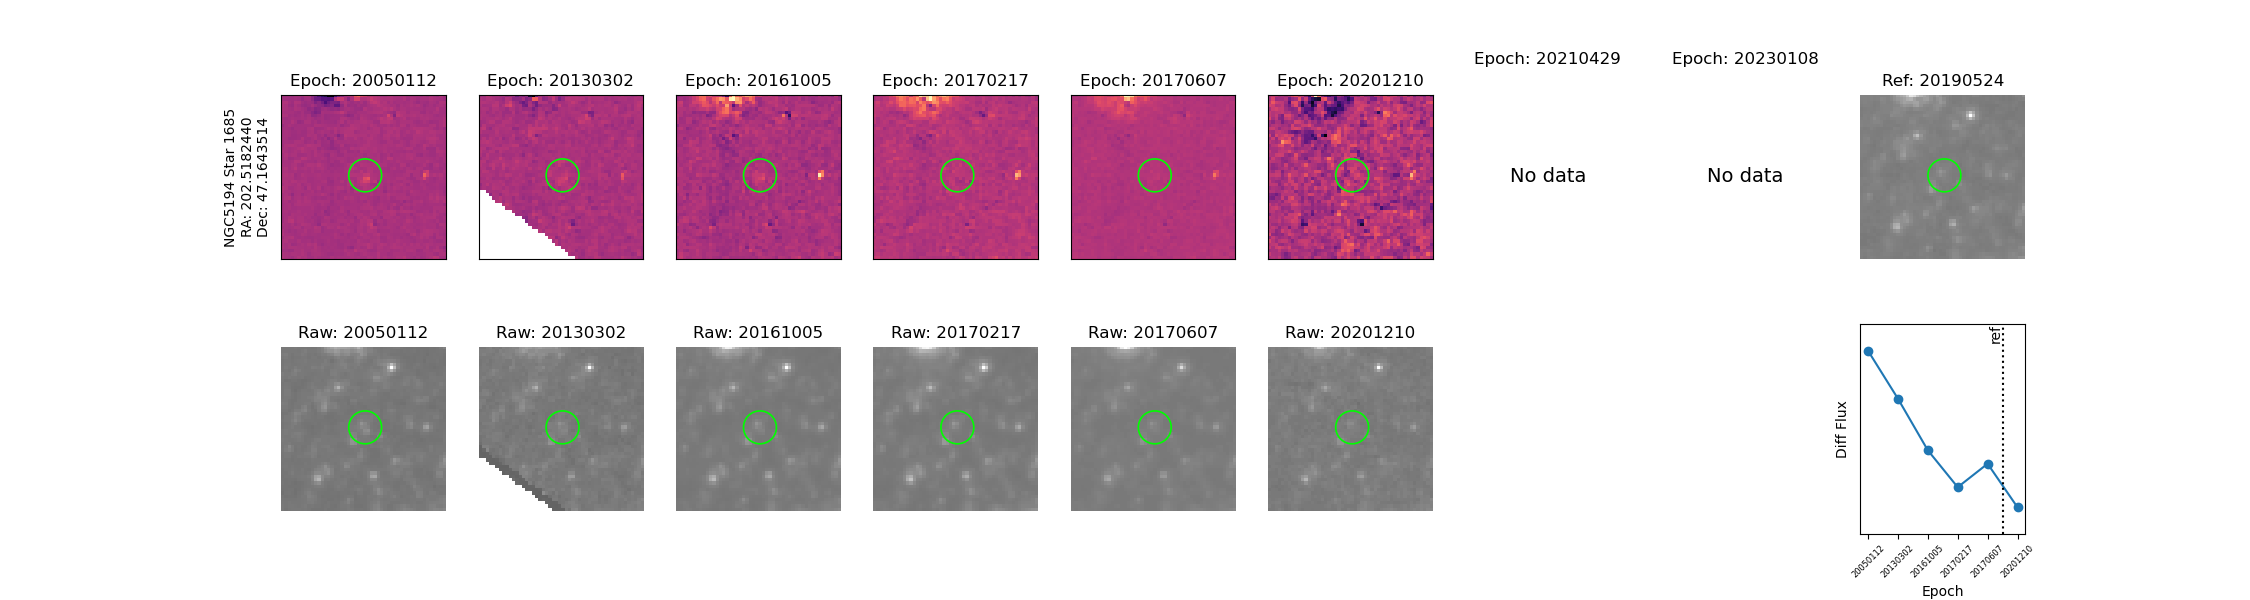 NGC5194 Star 1685
RA: 202.5182440
Dec: 47.1643514
Epoch: 20050112
Epoch: 20130302
Epoch: 20161005
Epoch: 20170217
Epoch: 20170607
Epoch: 20201210
Epoch: 20210429
Epoch: 20230108
Ref: 20190524
No data
No data
Raw: 20050112
Raw: 20130302
Raw: 20161005
Raw: 20170217
Raw: 20170607
Raw: 20201210
Diff Flux
ref
20050112
20130302
20161005
20170217
20170607
20201210
Epoch